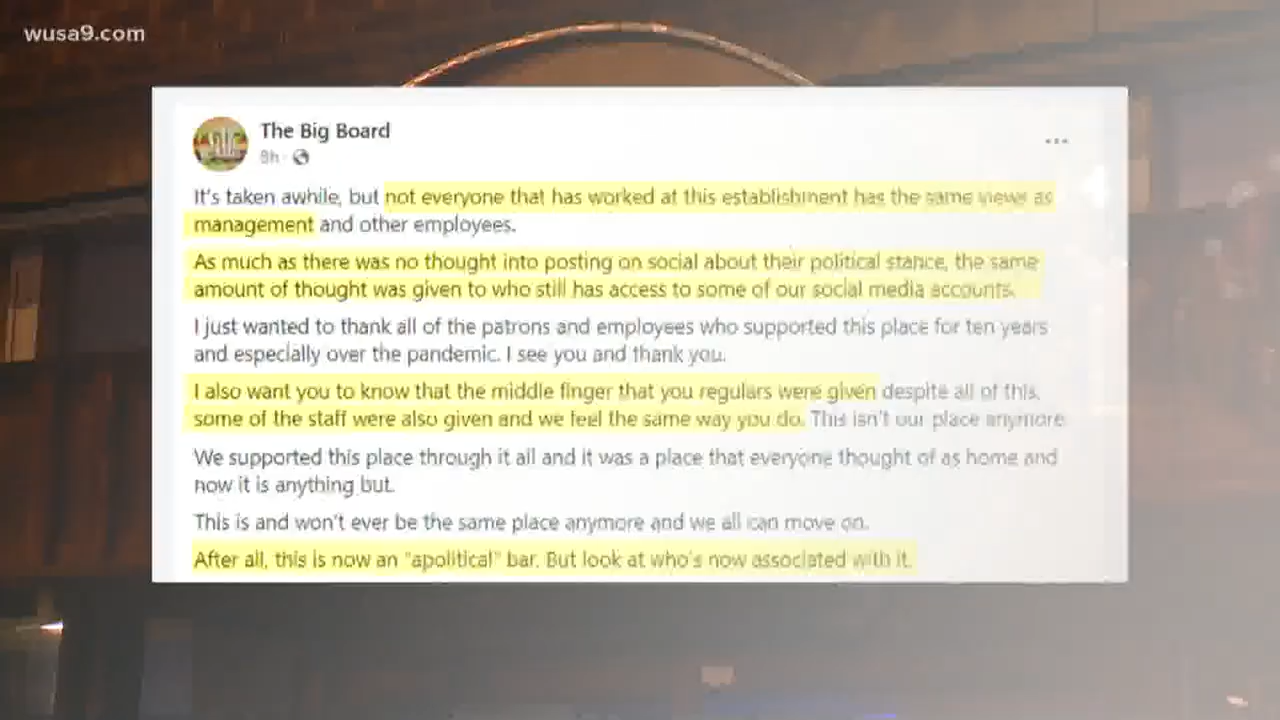 wusa9.com
The Big Board
8h
It's taken awhile, but not everyone that has worked at this establishment has the same views as
management and other employees.
As much as there was no thought into posting on social about their political stance, the same
amount of thought was given to who still has access to some of our social media accounts.
I just wanted to thank all of the patrons and employees who supported this place for ten years
and especially over the pandemic. I see you and thank you.
I also want you to know that the middle finger that you regulars were given despite all of this,
some of the staff were also given and we feel the same way you do. This isn't our place anymore
We supported this place through it all and it was a place that everyone thought of as home and
now it is anything but.
This is and won't ever be the same place anymore and we all can move on.
After all, this is now an "apolitical" bar. But look at who's now associated with it.